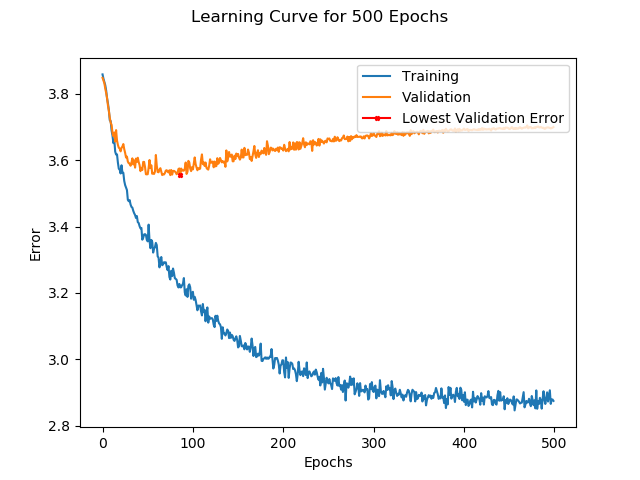 Learning Curve for 500 Epochs
Training
Validation
Lowest Validation Error
3.8
3.6
3.4
3.2
3.0
2.8
Error
0 100 200 300 400 500
Epochs